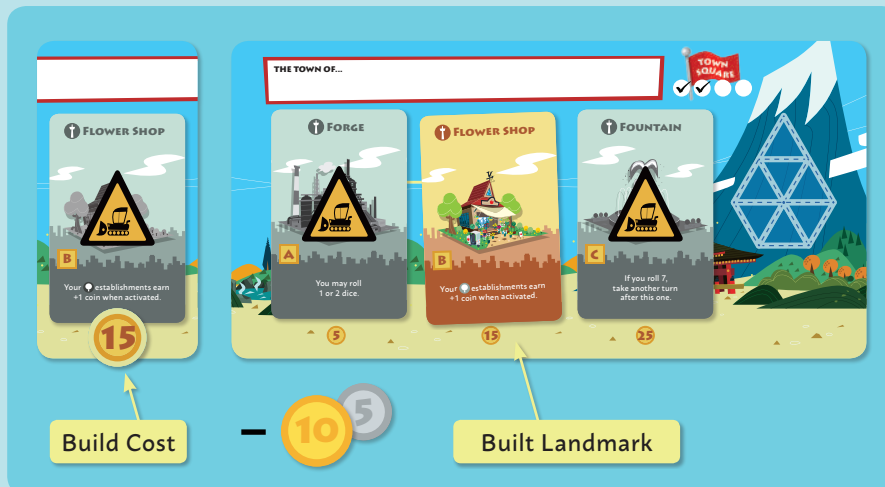 FLOWER SHOP
B
Your establishments earn
+1 coin when activated.
15
Build Cost
THE TOWN OF...
TOWN
SQUARE
FORGE
A
You may roll
1 or 2 dice.
5
FLOWER SHOP
B
Your establishments earn
+1 coin when activated.
15
FOUNTAIN
C
If you roll 7,
take another turn
after this one.
25
– 10 5
Built Landmark